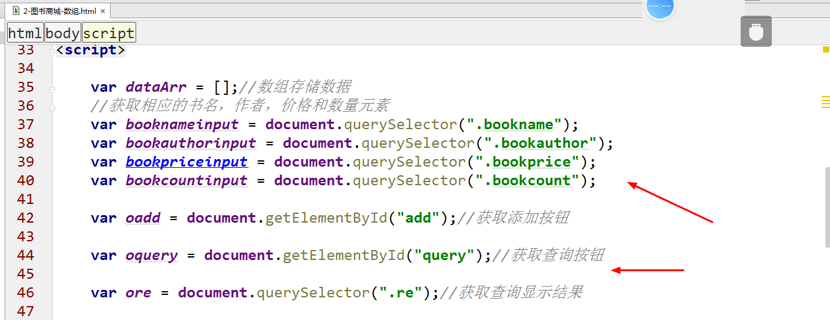 2-图书商城-数组.html ×
html body script
33 <script>
34
35 var dataArr = [];//数组存储数据
36 //获取相应的书名，作者，价格和数量元素
37 var booknameinput = document.querySelector(".bookname");
38 var bookauthorinput = document.querySelector(".bookauthor");
39 var bookpriceinput = document.querySelector(".bookprice");
40 var bookcountinput = document.querySelector(".bookcount");
41
42 var oadd = document.getElementById("add");//获取添加按钮
43
44 var oquery = document.getElementById("query");//获取查询按钮
45
46 var ore = document.querySelector(".re");//获取查询显示结果
47